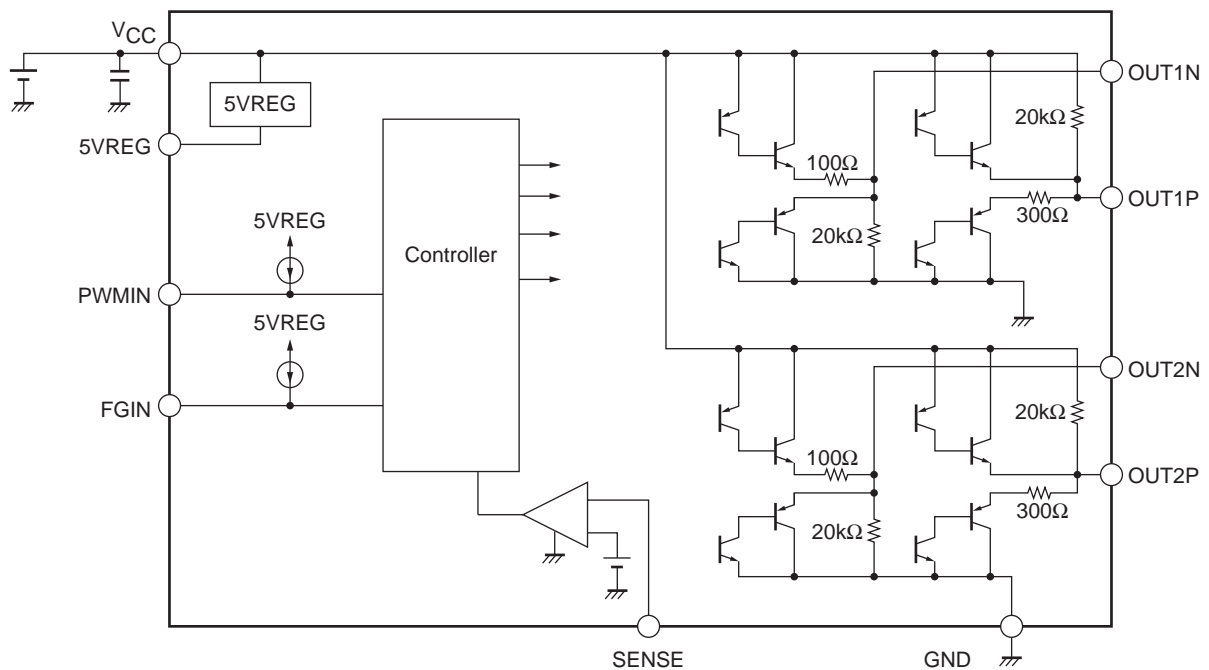 VCC
OUT1N
5VREG
20kΩ
5VREG
100Ω
OUT1P
5VREG
300Ω
20kΩ
Controller
PWMIN
5VREG
OUT2N
FGIN
20kΩ
100Ω
OUT2P
300Ω
20kΩ
SENSE
GND